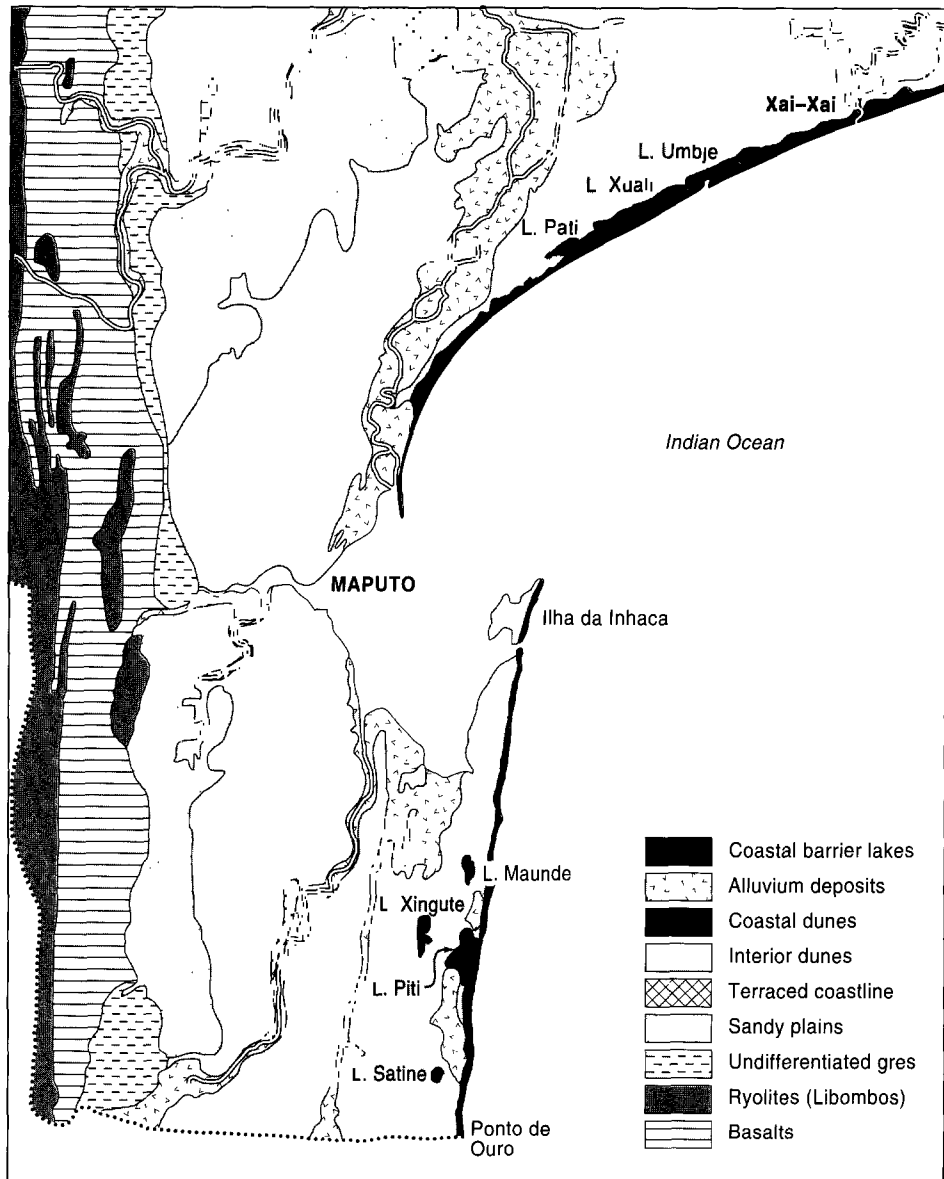 Xai-Xai
L. Umbje
L Xuali
L. Pati
Indian Ocean
MAPUTO
Ilha da Inhaca
L. Maunde
L Xingute
L. Piti
L. Satine
Ponto de
Ouro
Coastal barrier lakes
Alluvium deposits
Coastal dunes
Interior dunes
Terraced coastline
Sandy plains
Undifferentiated gres
Ryolites (Libombos)
Basalts